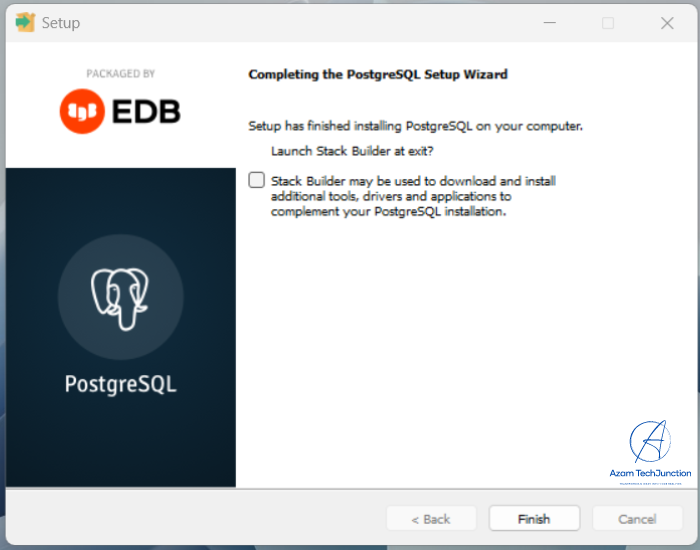 Setup
PACKAGED BY
EDB
PostgreSQL
Completing the PostgreSQL Setup Wizard
Setup has finished installing PostgreSQL on your computer.
Launch Stack Builder at exit?
Stack Builder may be used to download and install
additional tools, drivers and applications to
complement your PostgreSQL installation.
Azam TechJunction
< Back
Finish
Cancel